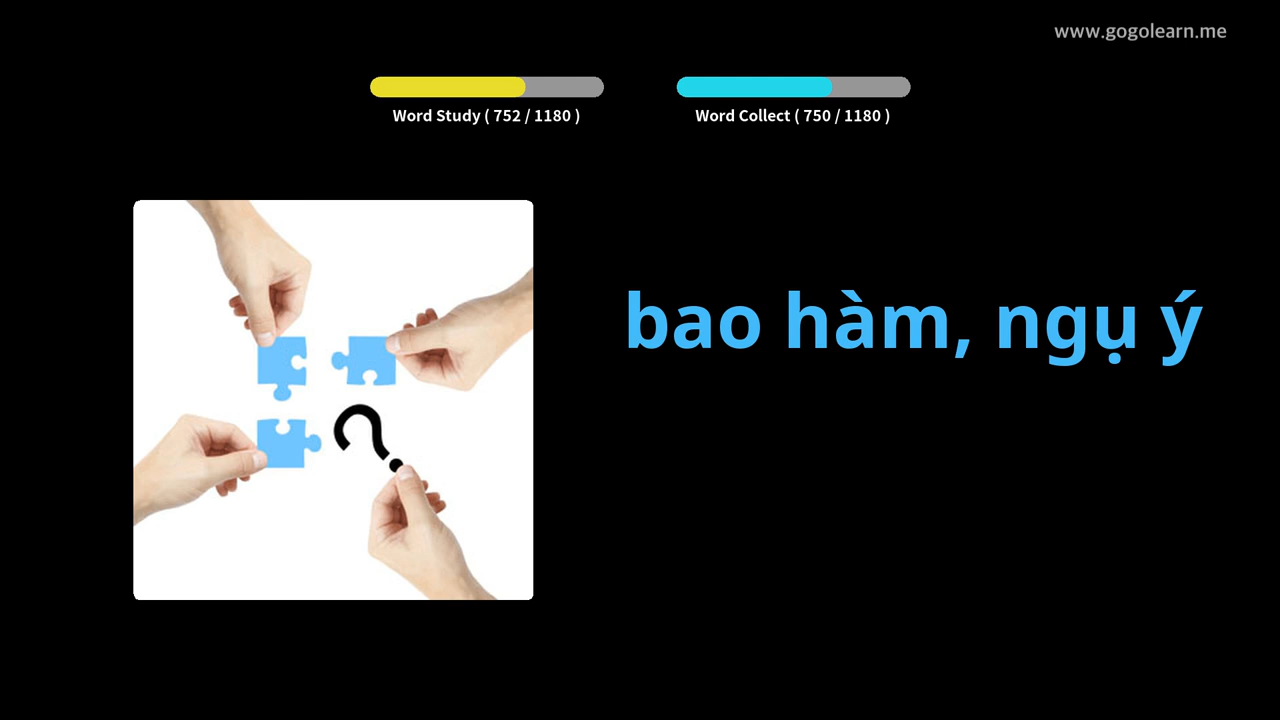 www.gogolearn.me
Word Study ( 752 / 1180 )
Word Collect ( 750 / 1180 )
bao hàm, ngụ ý
?